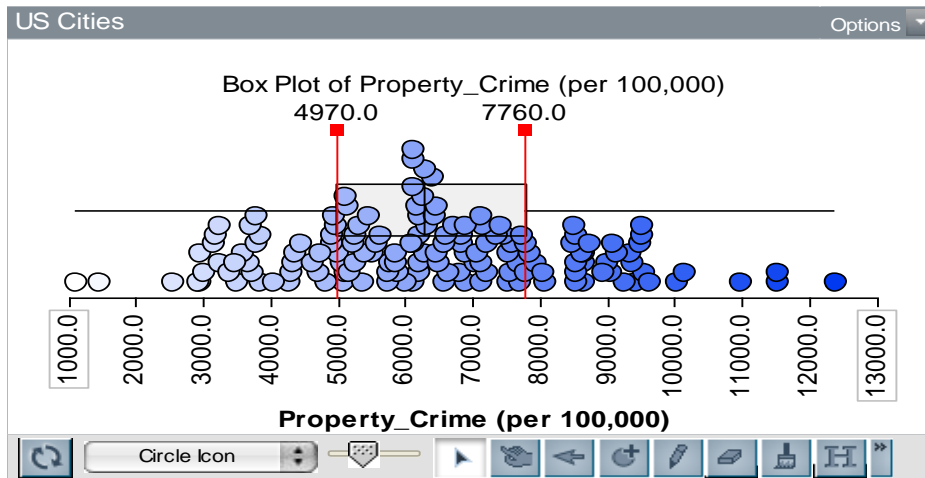 US Cities Options
Box Plot of Property_Crime (per 100,000)
4970.0 7760.0
1000.0 2000.0 3000.0 4000.0 5000.0 6000.0 7000.0 8000.0 9000.0 10000.0 11000.0 12000.0 13000.0
Property_Crime (per 100,000)
Circle Icon »